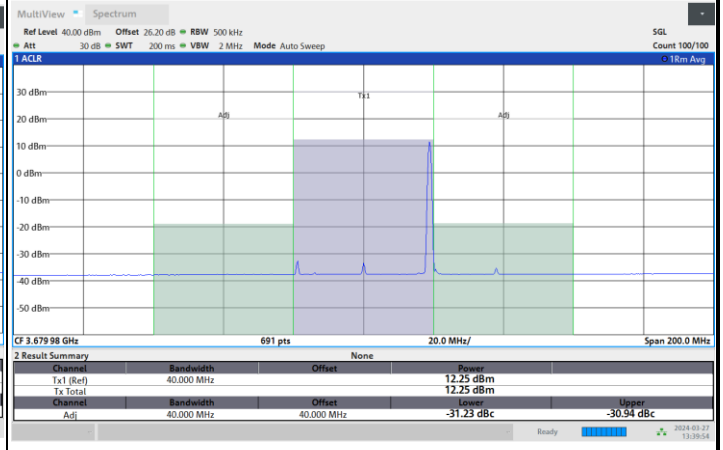 MultiView Spectrum
Ref Level 40.00 dBm Offset 26.20 dB RBW 500 kHz SGL
Att 30 dB SWT 200 ms VBW 2 MHz Mode Auto Sweep Count 100/100
1 ACLR 1Rm Avg
30 dBm
Tx1
20 dBm Adj Adj
10 dBm
0 dBm
-10 dBm
-20 dBm
-30 dBm
-40 dBm
-50 dBm
CF 3.679 98 GHz 691 pts 20.0 MHz/ Span 200.0 MHz
2 Result Summary None
Channel Bandwidth Offset Power
Tx1 (Ref) 40.000 MHz 12.25 dBm
Tx Total 12.25 dBm
Channel Bandwidth Offset Lower Upper
Adj 40.000 MHz 40.000 MHz -31.23 dBc -30.94 dBc
Ready 2024-03-27
13:39:54